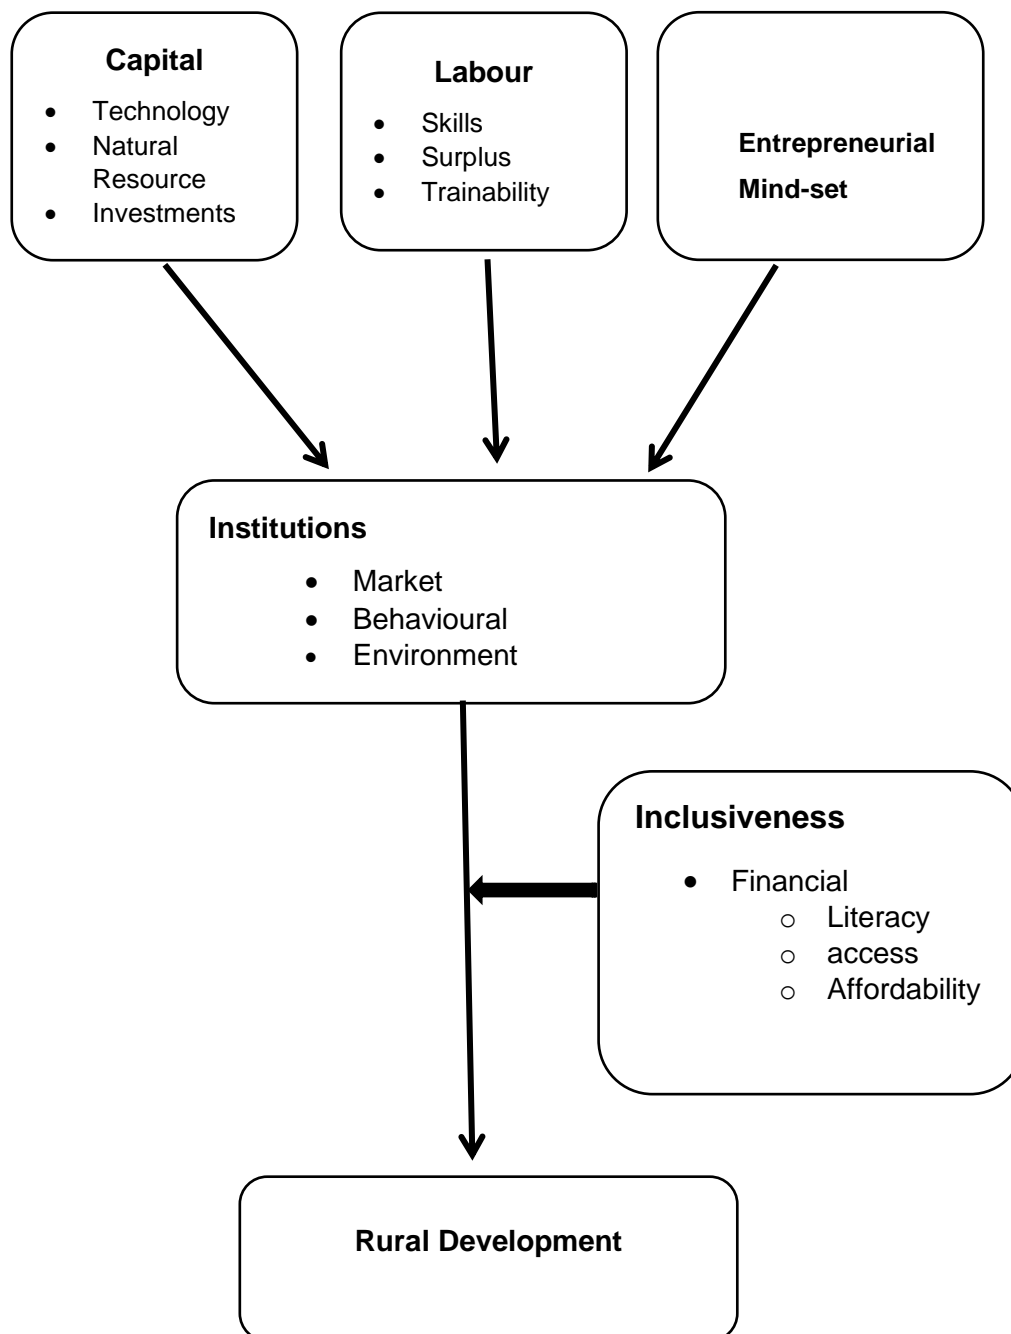 Capital
• Technology
• Natural
Resource
• Investments
Labour
• Skills
• Surplus
• Trainability
Entrepreneurial
Mind-set
Institutions
• Market
• Behavioural
• Environment
Inclusiveness
• Financial
o Literacy
o access
o Affordability
Rural Development